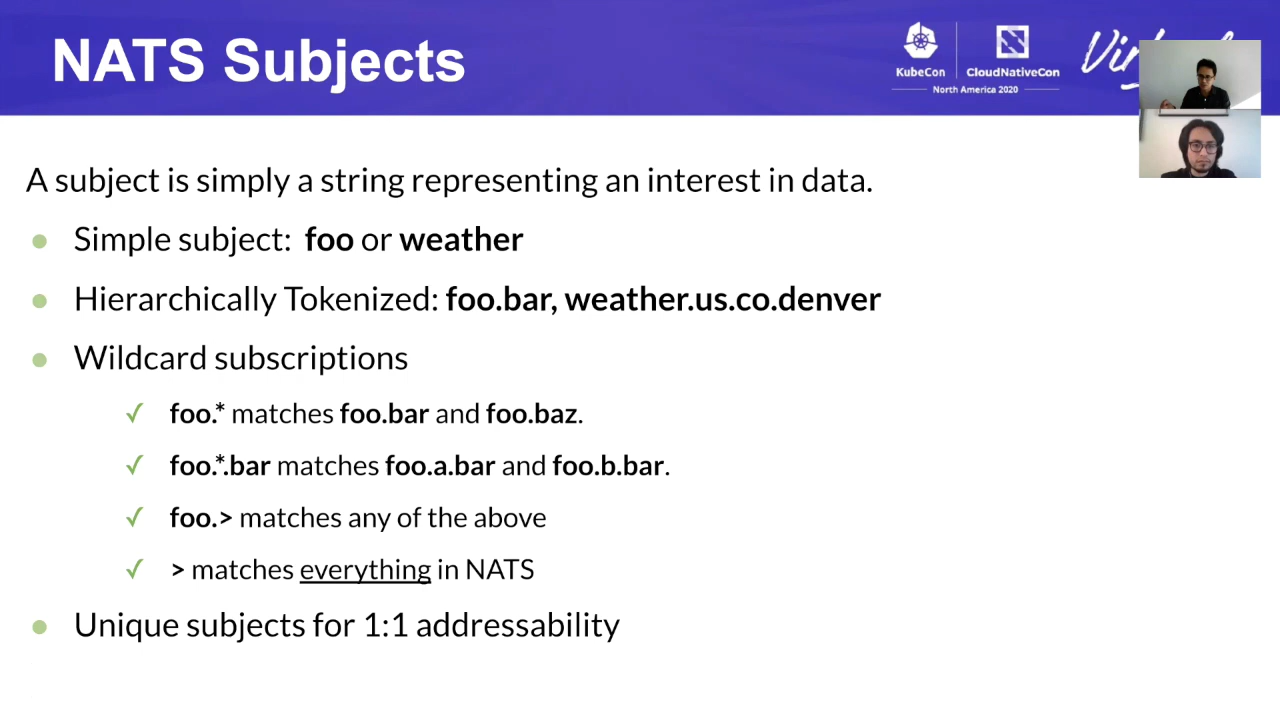 NATS Subjects
KubeCon
CloudNativeCon
North America 2020
A subject is simply a string representing an interest in data.
● Simple subject: foo or weather
● Hierarchically Tokenized: foo.bar, weather.us.co.denver
● Wildcard subscriptions
✓ foo.* matches foo.bar and foo.baz.
✓ foo.*.bar matches foo.a.bar and foo.b.bar.
✓ foo.> matches any of the above
✓ > matches everything in NATS
● Unique subjects for 1:1 addressability